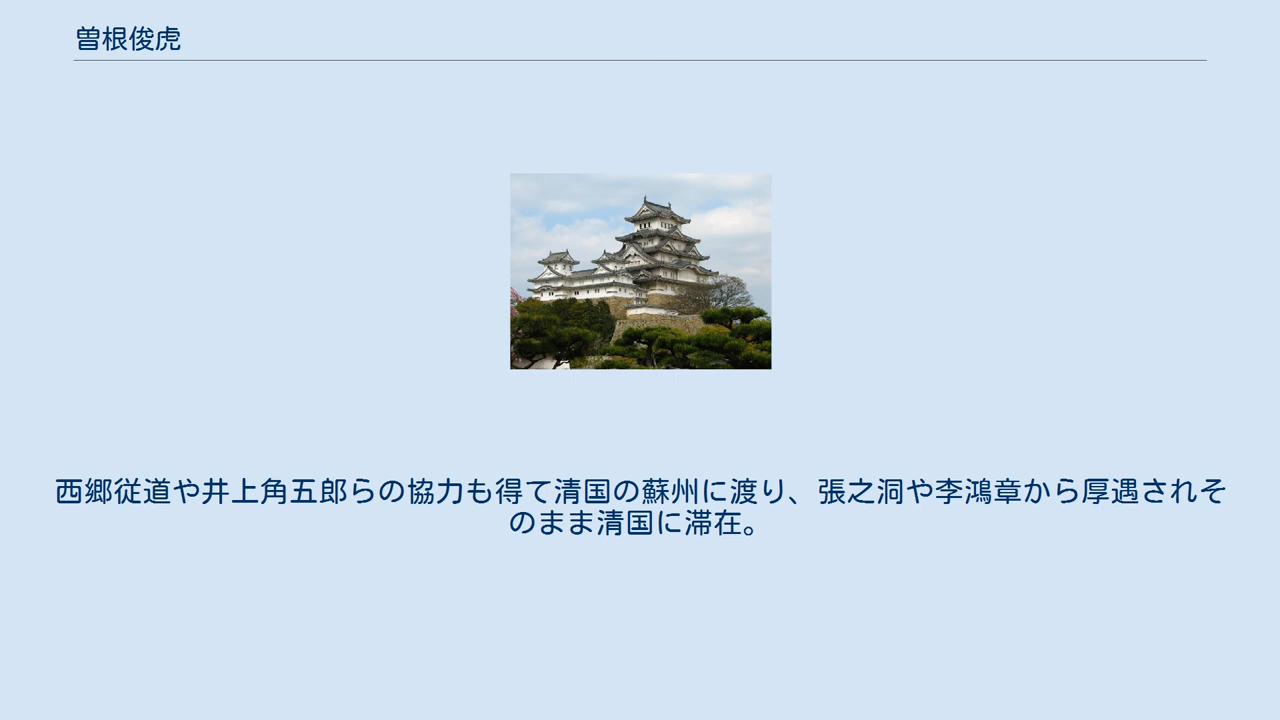 曽根俊虎
西郷従道や井上角五郎らの協力も得て清国の蘇州に渡り、張之洞や李鴻章から厚遇されそ
のまま清国に滞在。